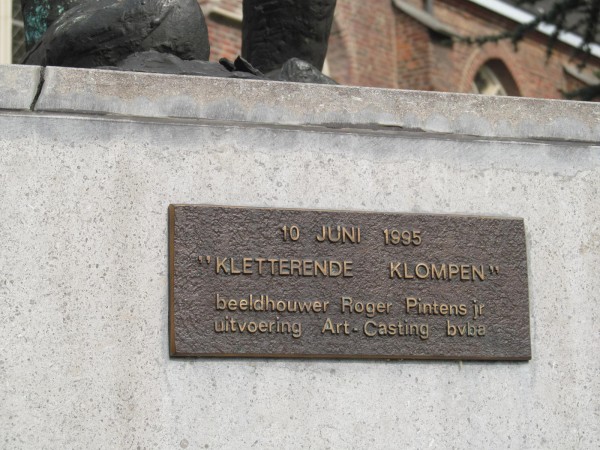 10 JUNI 1995
"KLETTERENDE KLOMPEN"
beeldhouwer Roger Pintens jr
uitvoering Art-Casting bvba